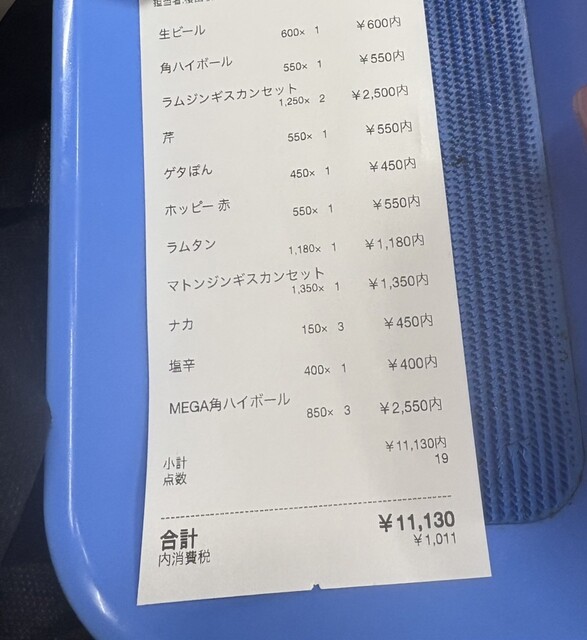 生ビール 600× 1 ¥600内
角ハイボール 550× 1 ¥550内
ラムジンギスカンセット
1,250× 2 ¥2,500内
芹 550× 1 ¥550内
ゲタぽん 450× 1 ¥450内
ホッピー 赤 550× 1 ¥550内
ラムタン 1,180× 1 ¥1,180内
マトンジンギスカンセット
1,350× 1 ¥1,350内
ナカ 150× 3 ¥450内
塩辛 400× 1 ¥400内
MEGA角ハイボール 850× 3 ¥2,550内
小計 ¥11,130内
点数 19
合計 ¥11,130
内消費税 ¥1,011